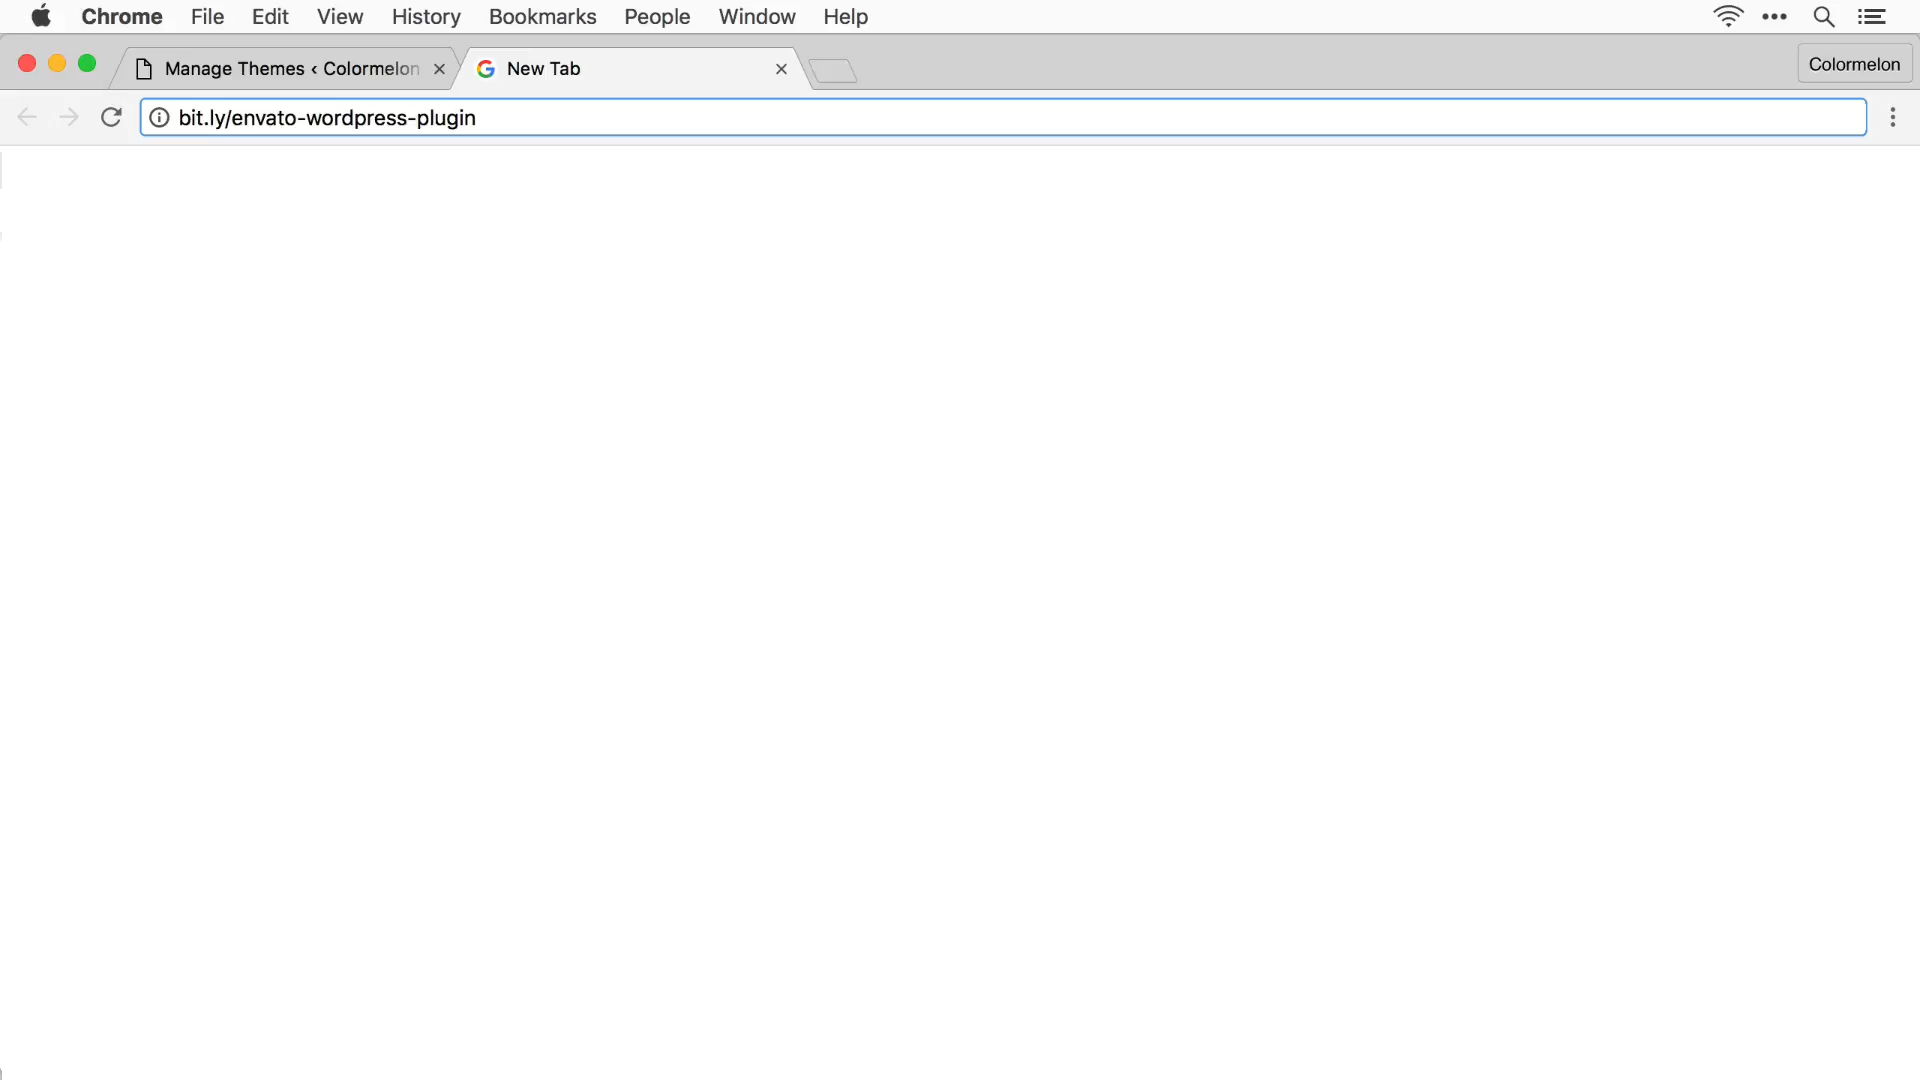 Chrome File Edit View History Bookmarks People Window Help
Manage Themes ‹ Colormelon
New Tab
Colormelon
bit.ly/envato-wordpress-plugin